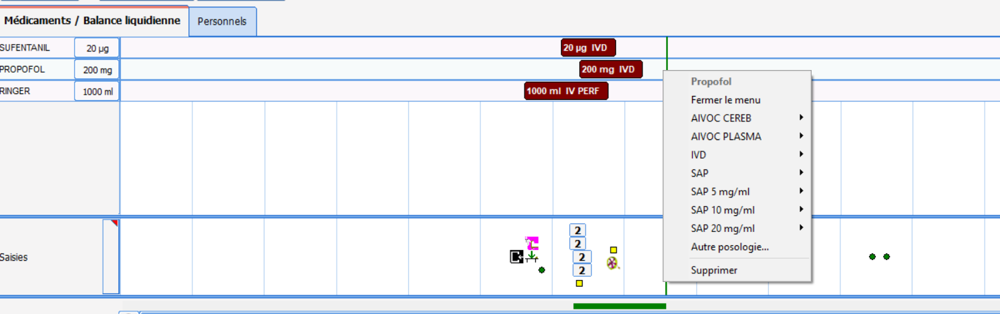 Médicaments / Balance liquidienne
Personnels
SUFENTANIL
20 µg
20 µg IVD
PROPOFOL
200 mg
200 mg IVD
RINGER
1000 ml
1000 ml IV PERF
Propofol
Fermer le menu
AIVOC CEREB
AIVOC PLASMA
IVD
SAP
SAP 5 mg/ml
SAP 10 mg/ml
SAP 20 mg/ml
Autre posologie...
Supprimer
Saisies
2
2
2
2